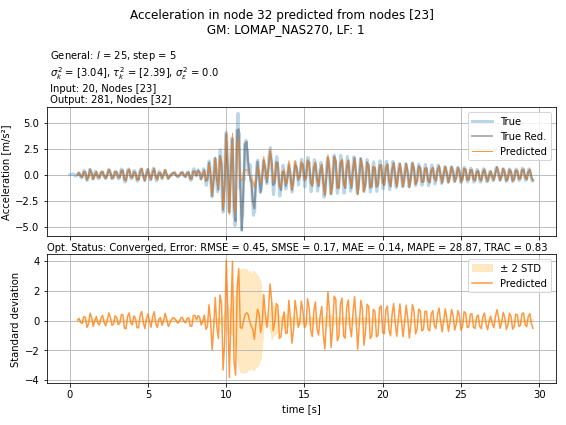 Acceleration in node 32 predicted from nodes [23]
GM: LOMAP_NAS270, LF: 1
General: l = 25, step = 5
σ²ₖ = [3.04], τ²ₖ = [2.39], σ²ε = 0.0
Input: 20, Nodes [23]
Output: 281, Nodes [32]
5.0
2.5
0.0
−2.5
−5.0
Acceleration [m/s²]
True
True Red.
Predicted
Opt. Status: Converged, Error: RMSE = 0.45, SMSE = 0.17, MAE = 0.14, MAPE = 28.87, TRAC = 0.83
4
2
0
−2
−4
Standard deviation
± 2 STD
Predicted
0 5 10 15 20 25 30
time [s]